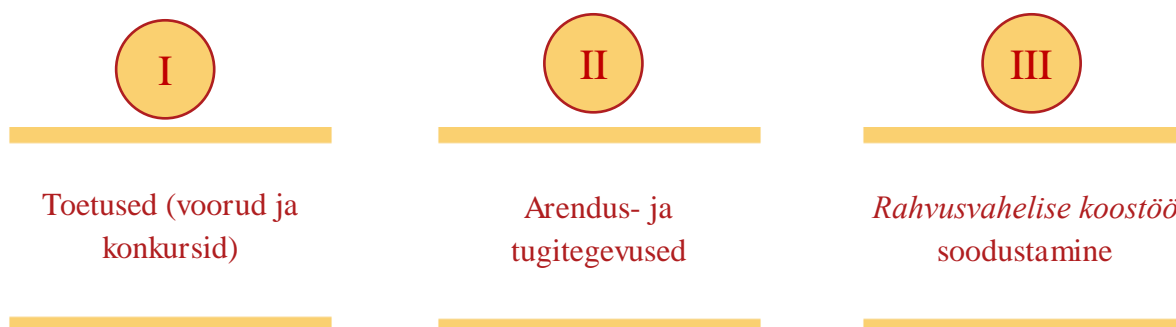 I
II
III
Toetused (voorud ja
konkursid)
Arendus- ja
tugitegevused
Rahvusvahelise koostöö
soodustamine